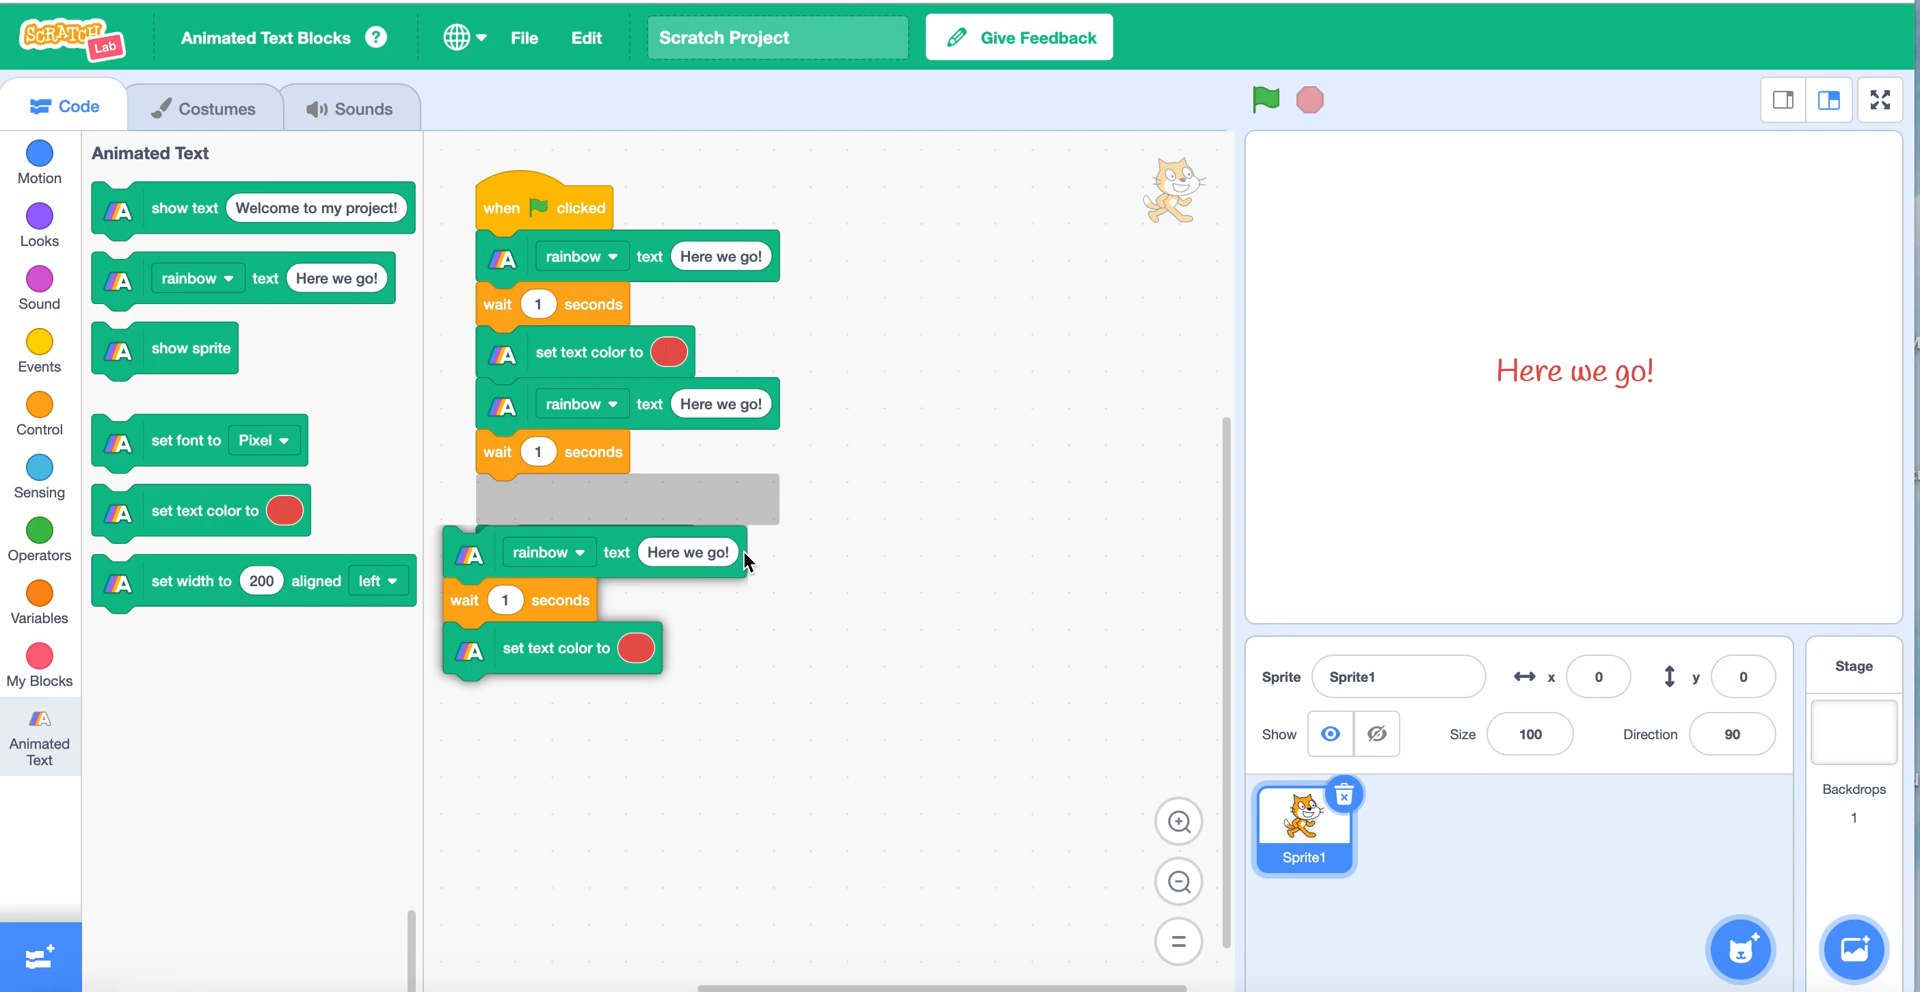 SCRATCH Lab
Animated Text Blocks ?
File
Edit
Scratch Project
Give Feedback
Code
Costumes
Sounds
Motion
Looks
Sound
Events
Control
Sensing
Operators
Variables
My Blocks
Animated
Text
Animated Text
show text Welcome to my project!
rainbow text Here we go!
show sprite
set font to Pixel
set text color to
set width to 200 aligned left
when clicked
rainbow text Here we go!
wait 1 seconds
set text color to
rainbow text Here we go!
wait 1 seconds
rainbow text Here we go!
wait 1 seconds
set text color to
Here we go!
Sprite Sprite1 x 0 y 0
Show Size 100 Direction 90
Sprite1
Stage
Backdrops
1